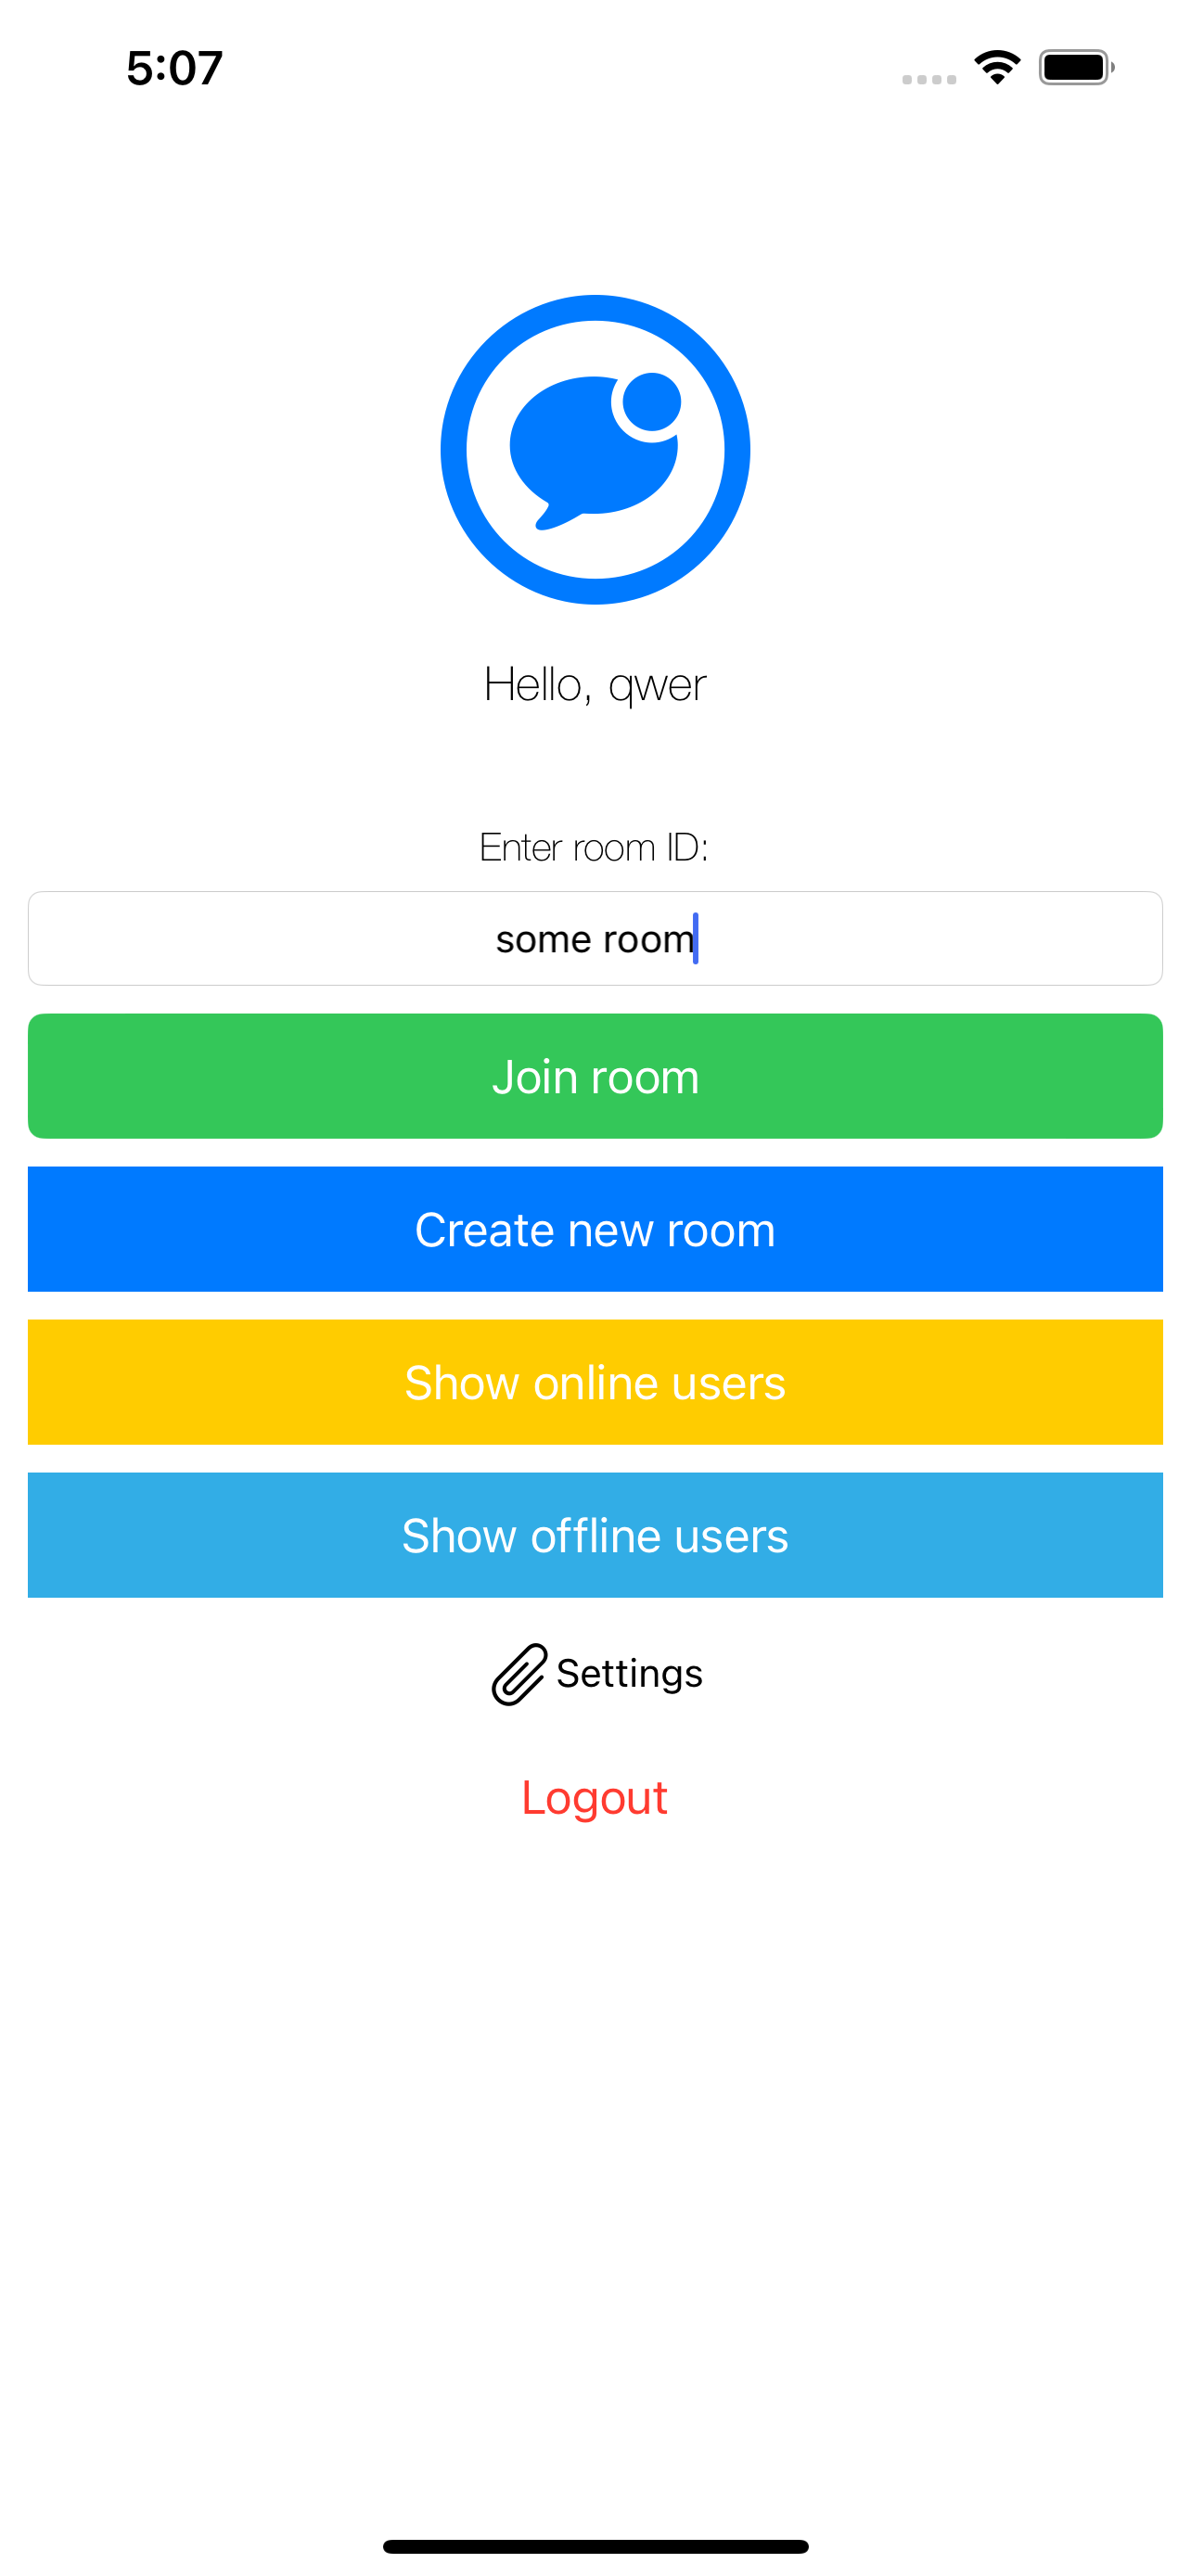 5:07
Hello, qwer
Enter room ID:
some room
Join room
Create new room
Show online users
Show offline users
Settings
Logout